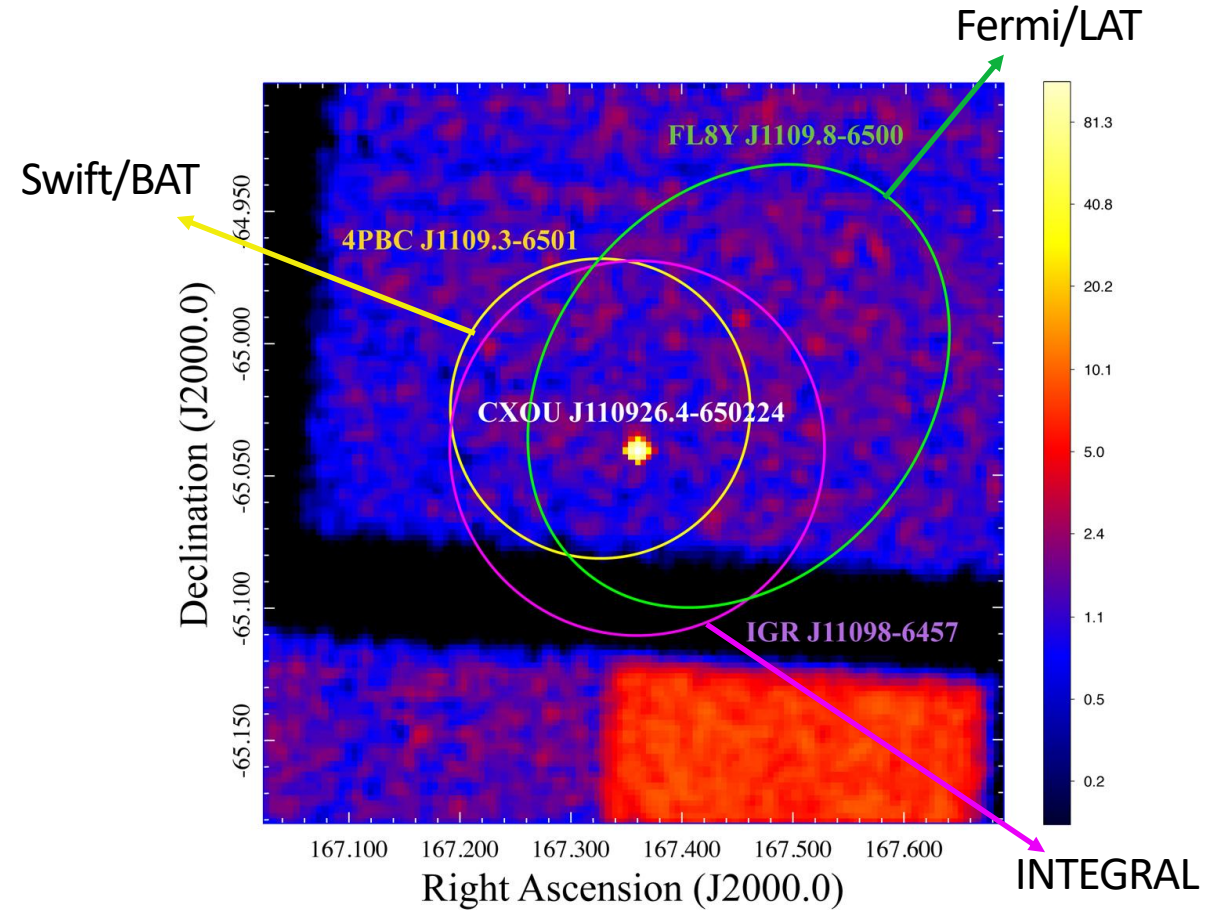 Fermi/LAT
FL8Y J1109.8-6500
Swift/BAT
4PBC J1109.3-6501
CXOU J110926.4-650224
IGR J11098-6457
INTEGRAL
81.3
40.8
20.2
10.1
5.0
2.4
1.1
0.5
0.2
Declination (J2000.0)
-64.950
-65.000
-65.050
-65.100
-65.150
167.100 167.200 167.300 167.400 167.500 167.600
Right Ascension (J2000.0)